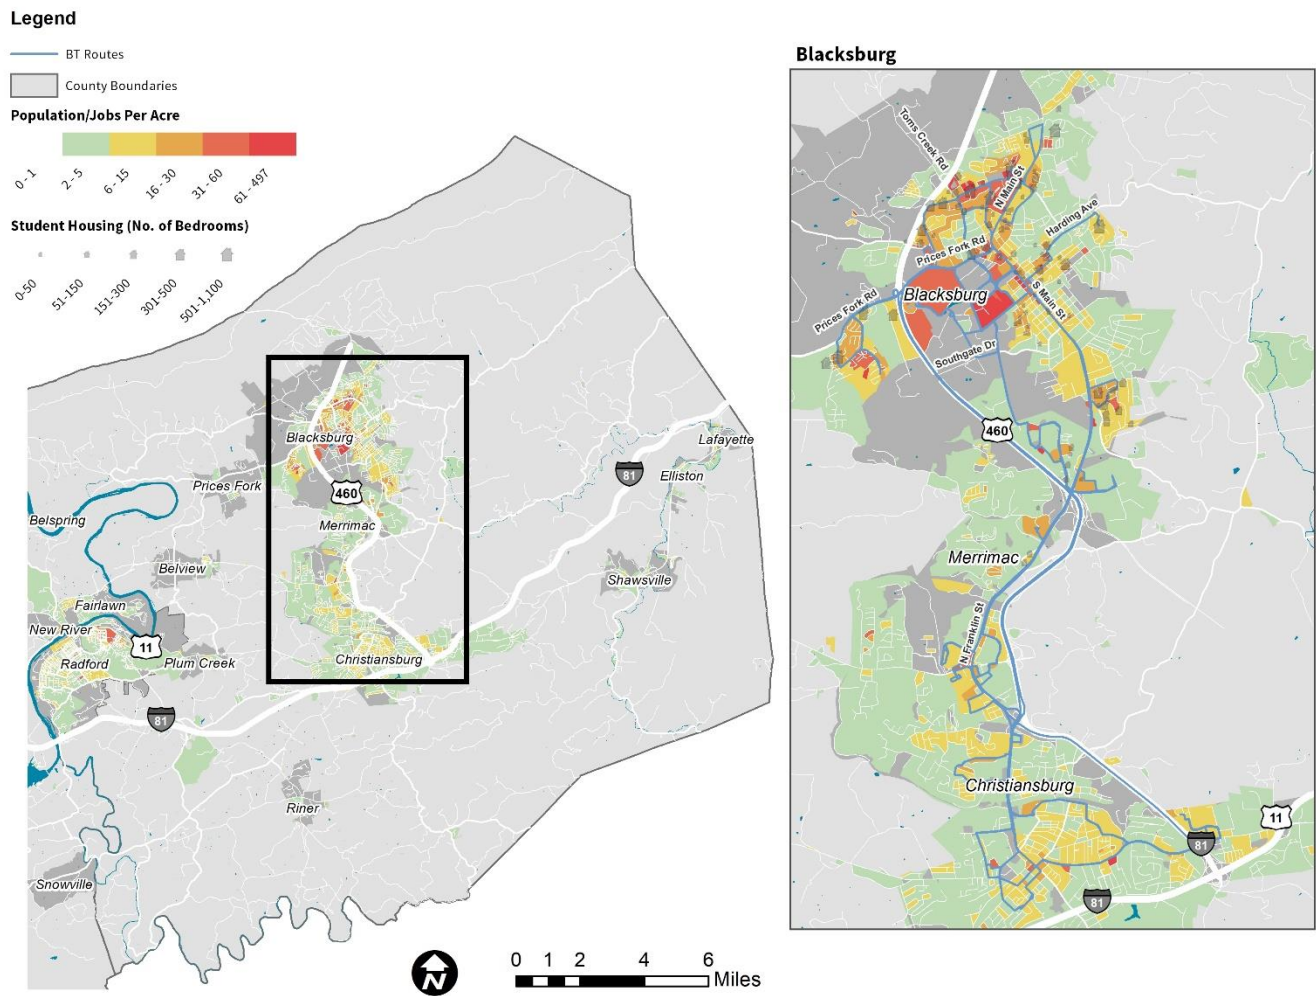 Legend
BT Routes
County Boundaries
Population/Jobs Per Acre
0 - 1
2 - 5
6 - 15
16 - 30
31 - 60
61 - 497
Student Housing (No. of Bedrooms)
0-50
51-150
151-300
301-500
501-1,100
Blacksburg
Prices Fork
460
Merrimac
Belspring
Belview
Fairlawn
New River
11
Radford
Plum Creek
Christiansburg
81
81
Lafayette
Elliston
Shawsville
Riner
Snowville
N
0 1 2 4 6
Miles
Blacksburg
Toms Creek Rd
N Main St
Harding Ave
Prices Fork Rd
Blacksburg
S Main St
Prices Fork Rd
Southgate Dr
460
Merrimac
N Franklin St
Christiansburg
11
81
81